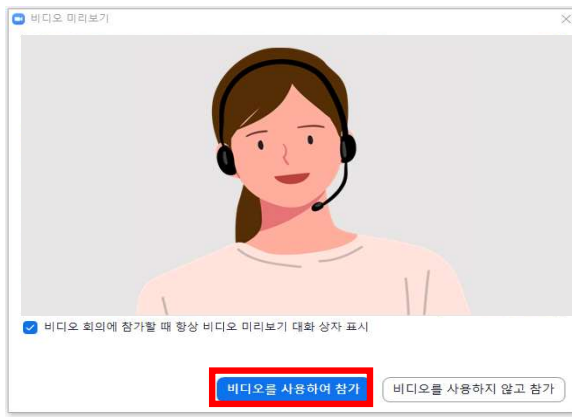 비디오 미리보기
비디오 회의에 참가할 때 항상 비디오 미리보기 대화 상자 표시
비디오를 사용하여 참가
비디오를 사용하지 않고 참가